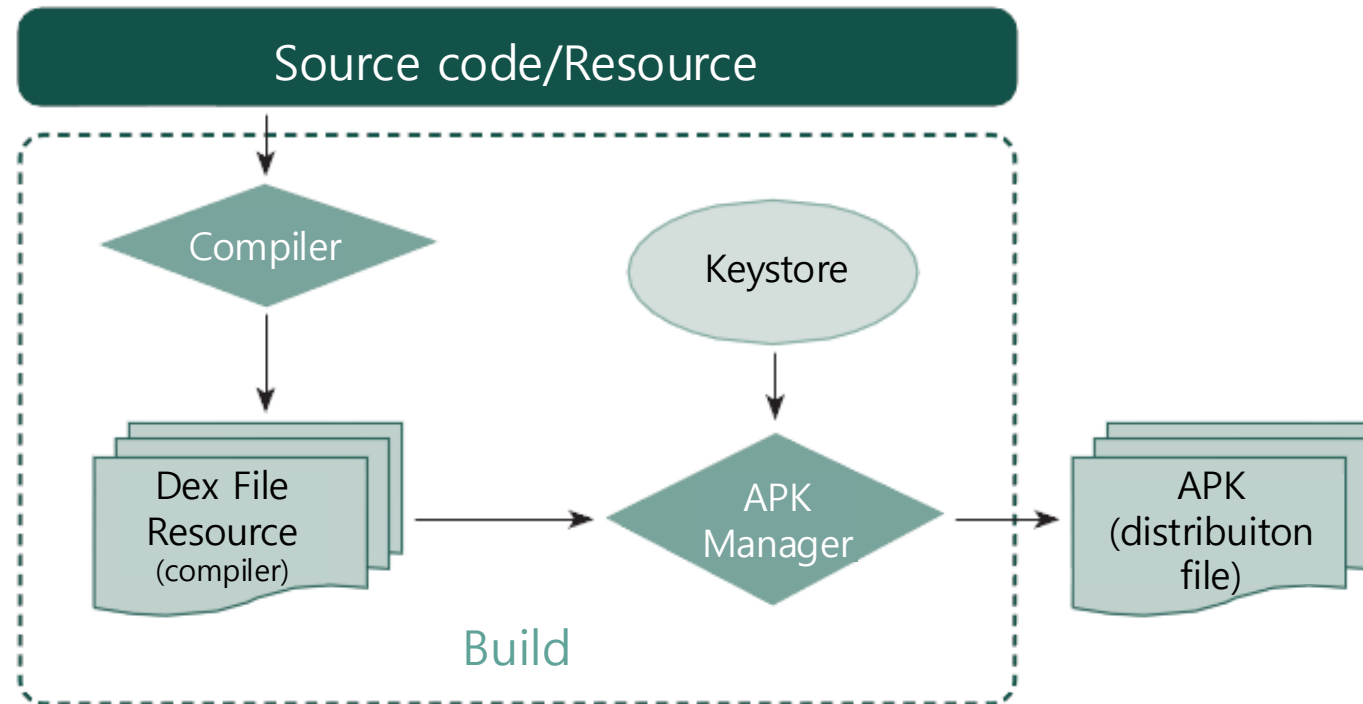 Source code/Resource
Compiler
Keystore
Dex File
Resource
(compiler)
APK
Manager
APK
(distribuiton
file)
Build